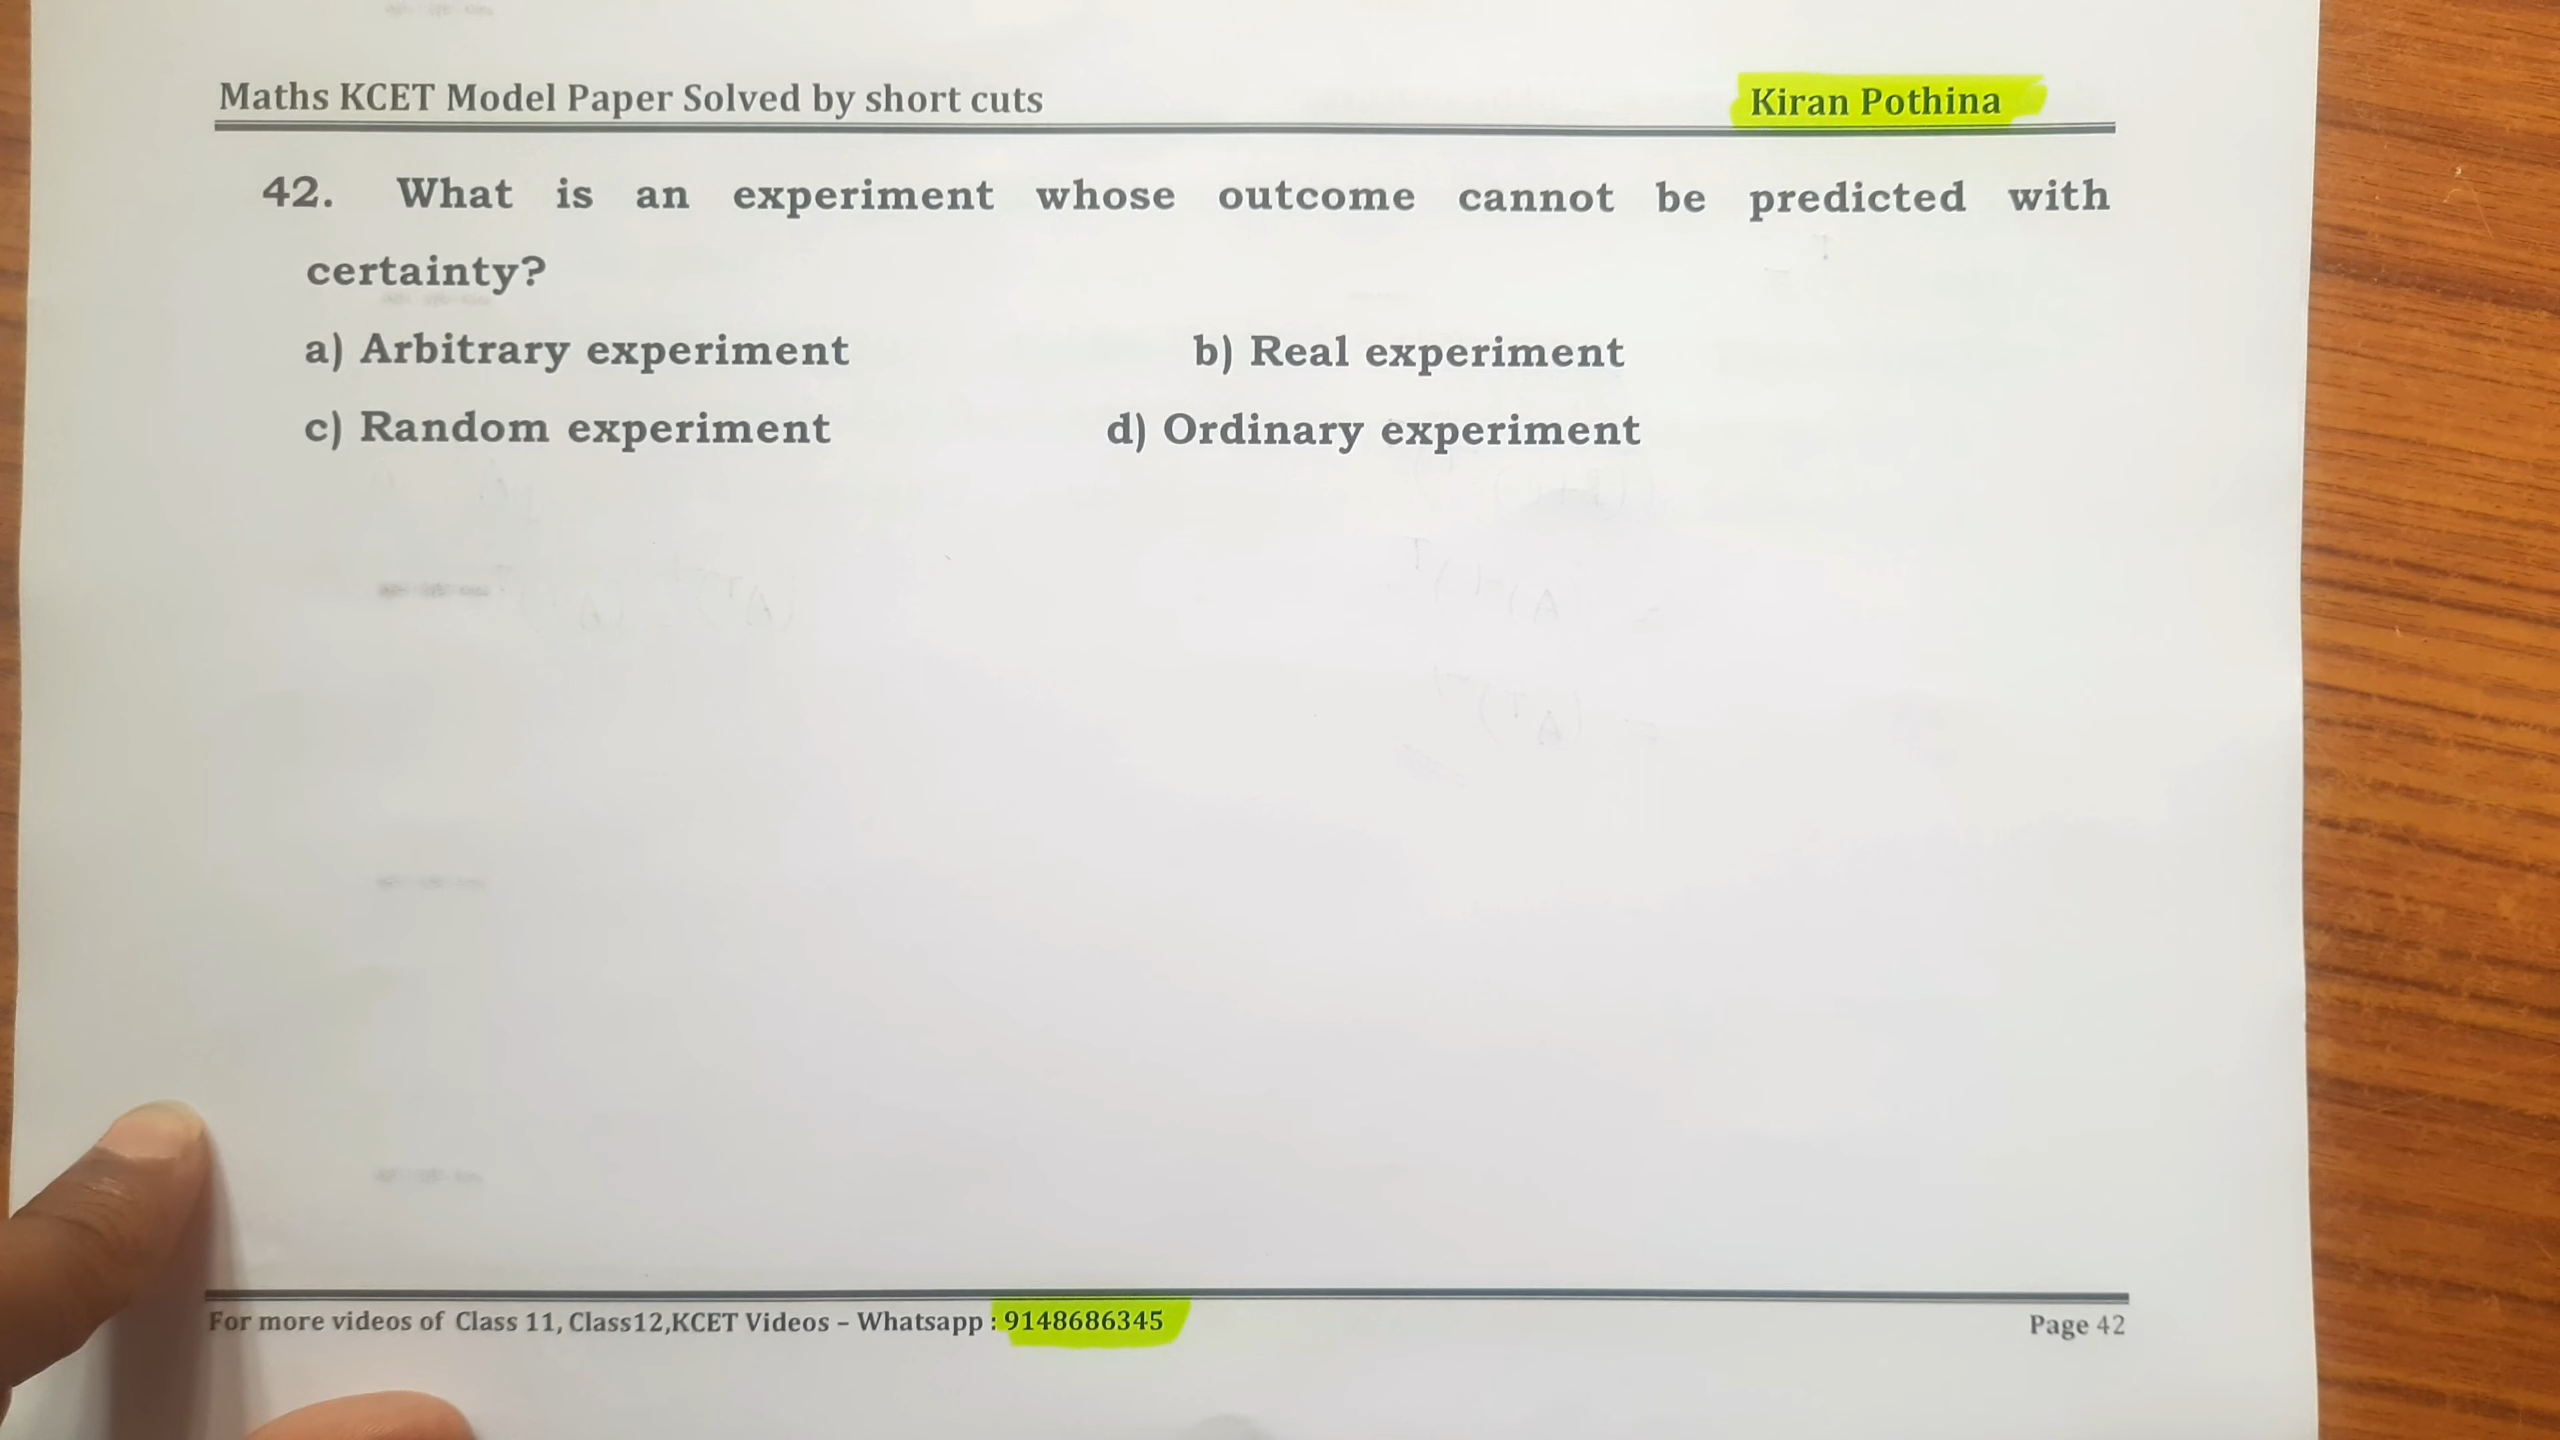 Maths KCET Model Paper Solved by short cuts Kiran Pothina
42. What is an experiment whose outcome cannot be predicted with
certainty?
a) Arbitrary experiment b) Real experiment
c) Random experiment d) Ordinary experiment
For more videos of Class 11, Class12,KCET Videos – Whatsapp : 9148686345 Page 42